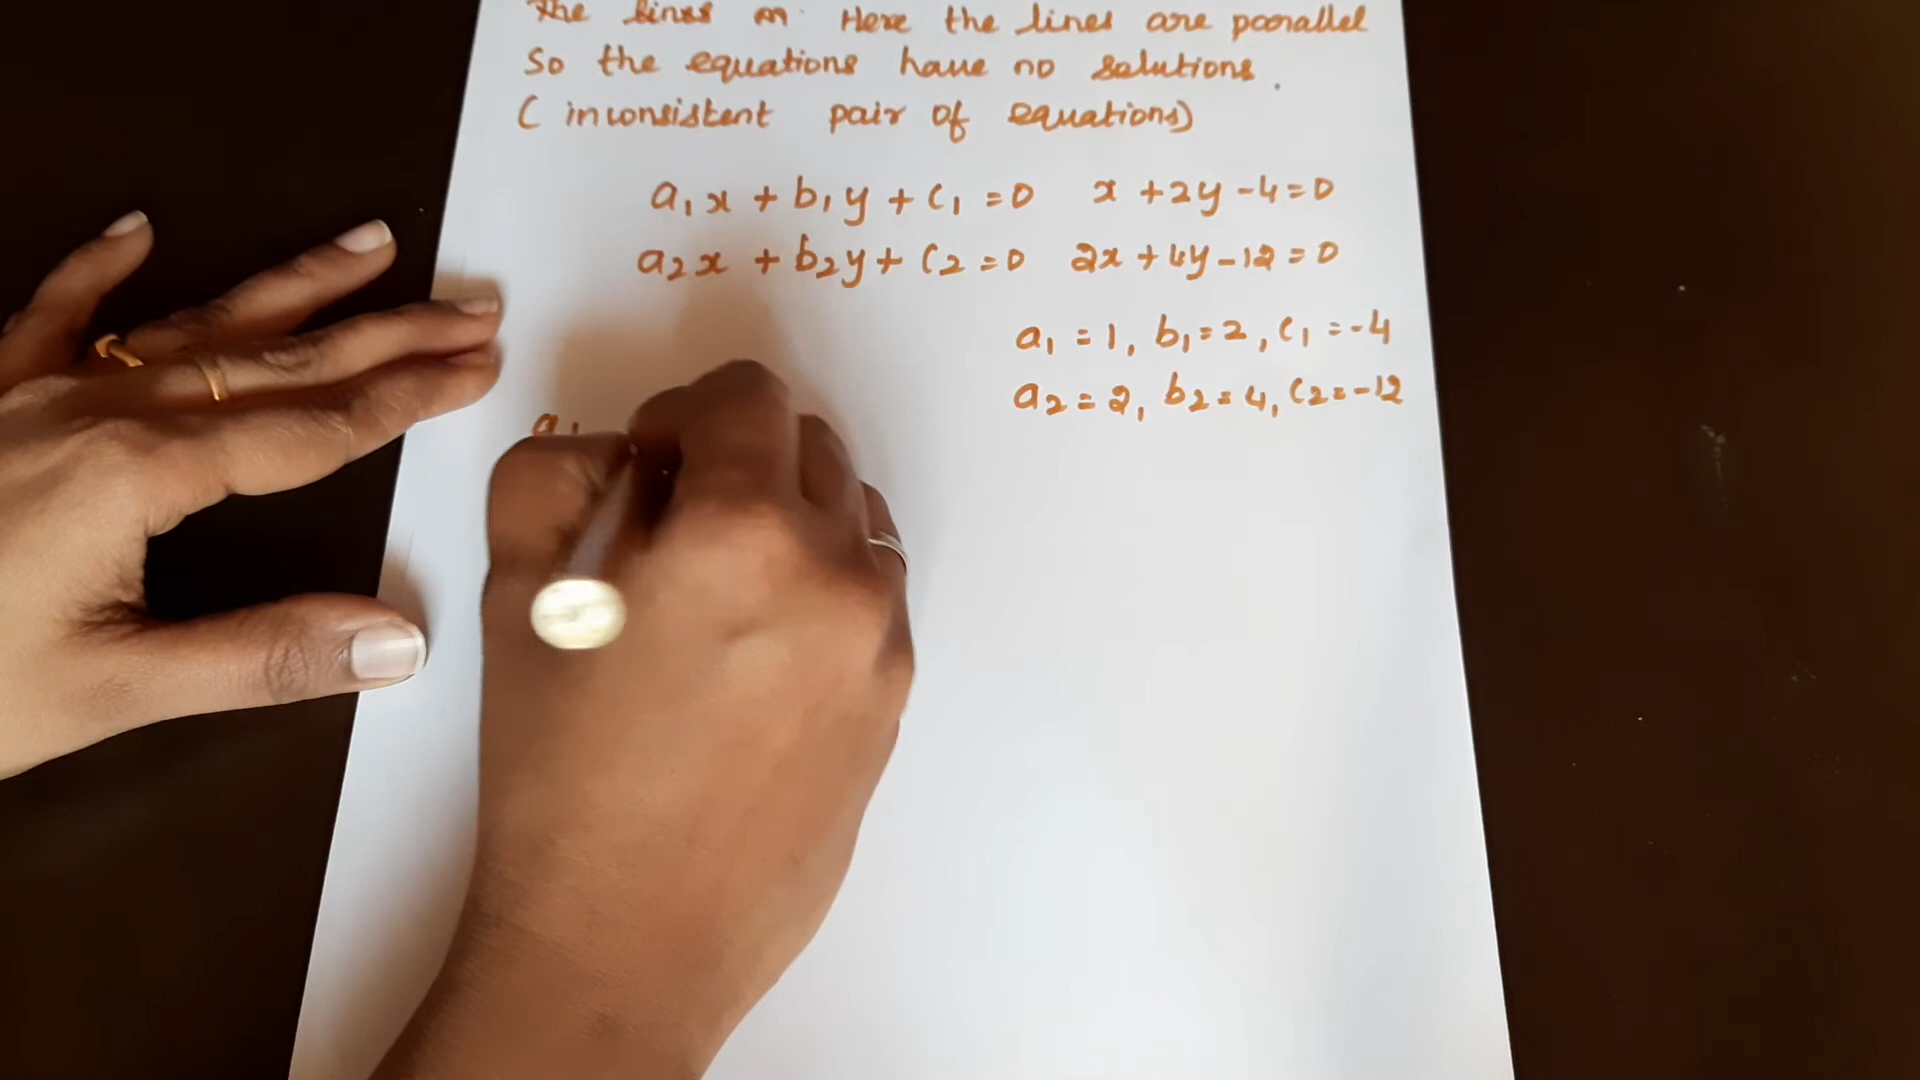 The lines m. Here the lines are parallel
So the equations have no solutions.
(inconsistent pair of equations)
a₁x + b₁y + c₁ = 0 x + 2y - 4 = 0
a₂x + b₂y + c₂ = 0 2x + 4y - 12 = 0
a₁ = 1, b₁ = 2, c₁ = -4
a₂ = 2, b₂ = 4, c₂ = -12
a₁